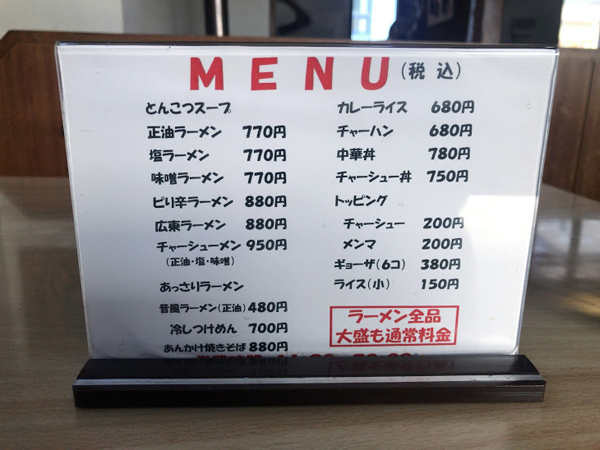 MENU(税込)
とんこつスープ
正油ラーメン 770円
塩ラーメン 770円
味噌ラーメン 770円
ピリ辛ラーメン 880円
広東ラーメン 880円
チャーシューメン 950円
(正油・塩・味噌)
あっさりラーメン
昔風ラーメン(正油) 480円
冷しつけめん 700円
あんかけ焼きそば 880円
カレーライス 680円
チャーハン 680円
中華丼 780円
チャーシュー丼 750円
トッピング
チャーシュー 200円
メンマ 200円
ギョーザ(6コ) 380円
ライス(小) 150円
ラーメン全品
大盛も通常料金